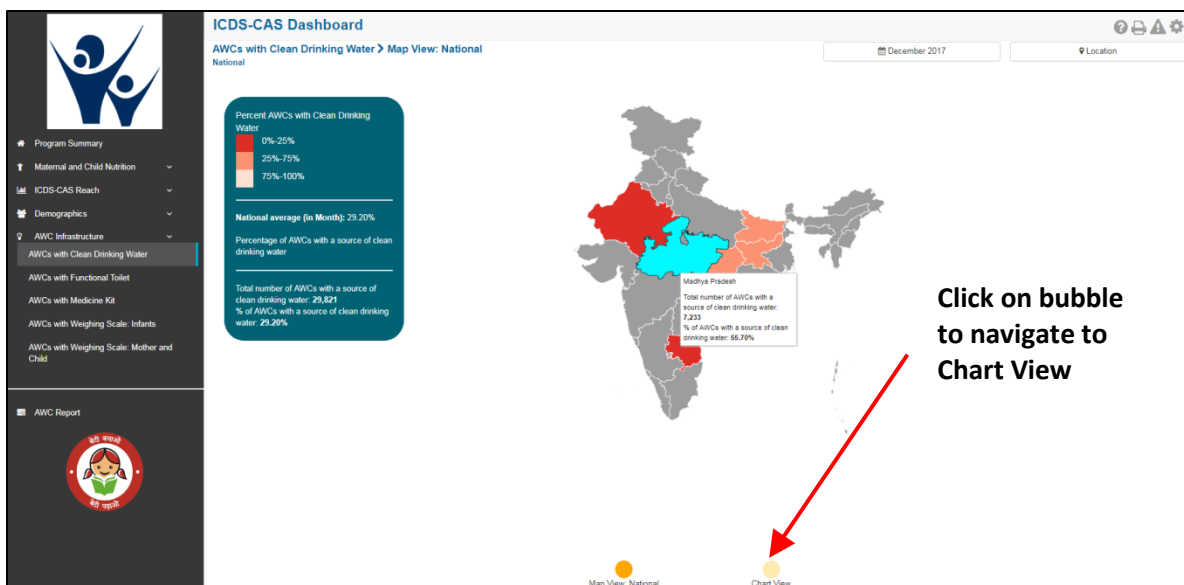 ICDS-CAS Dashboard
AWCs with Clean Drinking Water > Map View: National
National
December 2017
Location
Program Summary
Maternal and Child Nutrition
ICDS-CAS Reach
Demographics
AWC Infrastructure
AWCs with Clean Drinking Water
AWCs with Functional Toilet
AWCs with Medicine Kit
AWCs with Weighing Scale: Infants
AWCs with Weighing Scale: Mother and
Child
AWC Report
बेटी बचाओ
बेटी पढ़ाओ
Percent AWCs with Clean Drinking
Water
0%-25%
25%-75%
75%-100%
National average (in Month): 29.20%
Percentage of AWCs with a source of clean
drinking water
Total number of AWCs with a source of
clean drinking water: 29,821
% of AWCs with a source of clean drinking
water: 29.20%
Madhya Pradesh
Total number of AWCs with a
source of clean drinking water:
7,233
% of AWCs with a source of clean
drinking water: 55.70%
Click on bubble
to navigate to
Chart View
Map View: National
Chart View